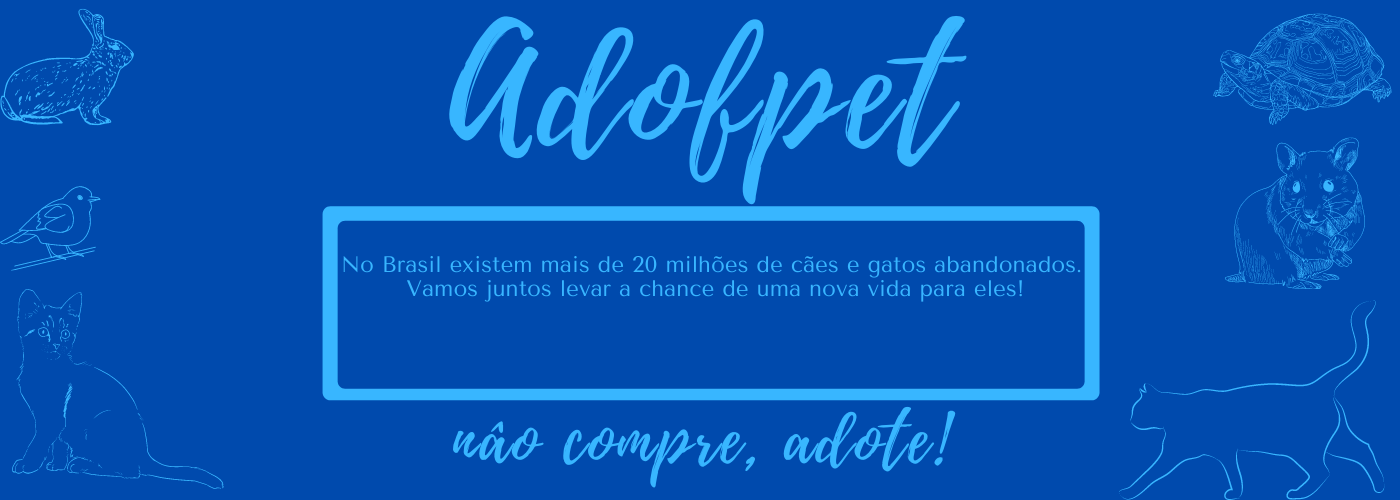 Adofpet
No Brasil existem mais de 20 milhões de cães e gatos abandonados.
Vamos juntos levar a chance de uma nova vida para eles!
nâo compre, adote!